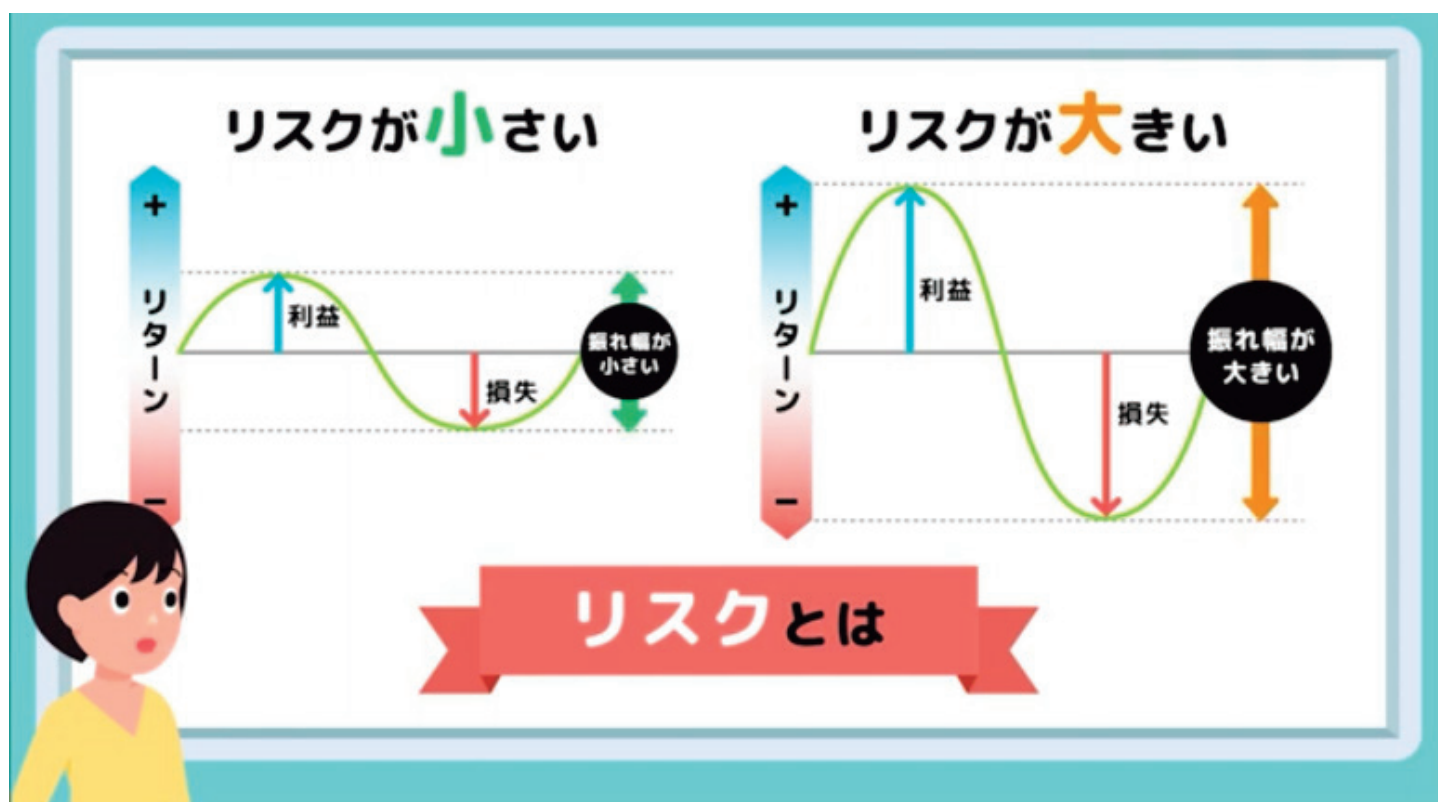 リスクが小さい
+
リターン
−
利益
損失
振れ幅が
小さい
リスクが大きい
+
リターン
−
利益
損失
振れ幅が
大きい
リスクとは